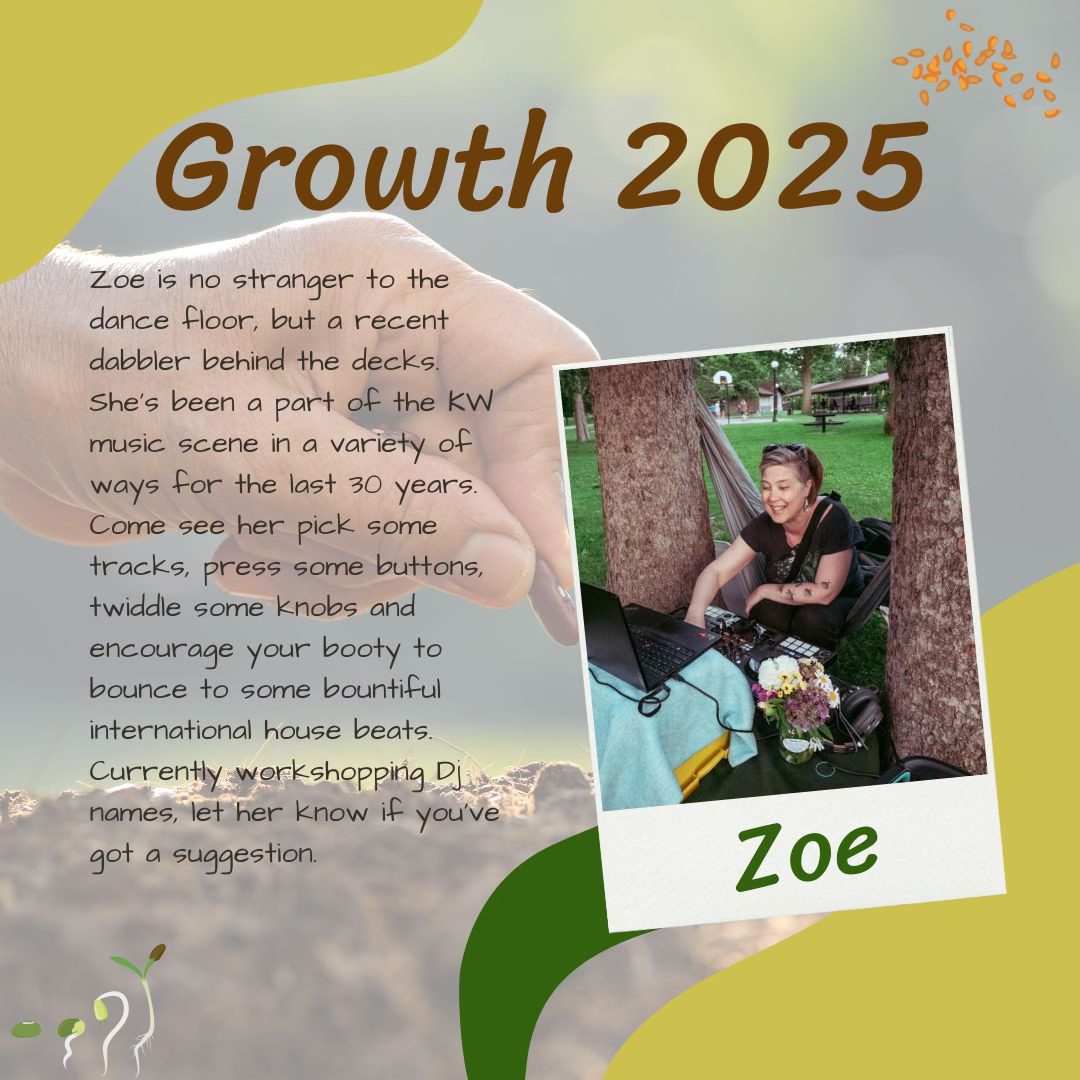 Growth 2025
Zoe is no stranger to the
dance floor, but a recent
dabbler behind the decks.
She's been a part of the KW
music scene in a variety of
ways for the last 30 years.
Come see her pick some
tracks, press some buttons,
twiddle some knobs and
encourage your booty to
bounce to some bountiful
international house beats.
Currently workshopping Dj
names, let her know if you've
got a suggestion.
Zoe